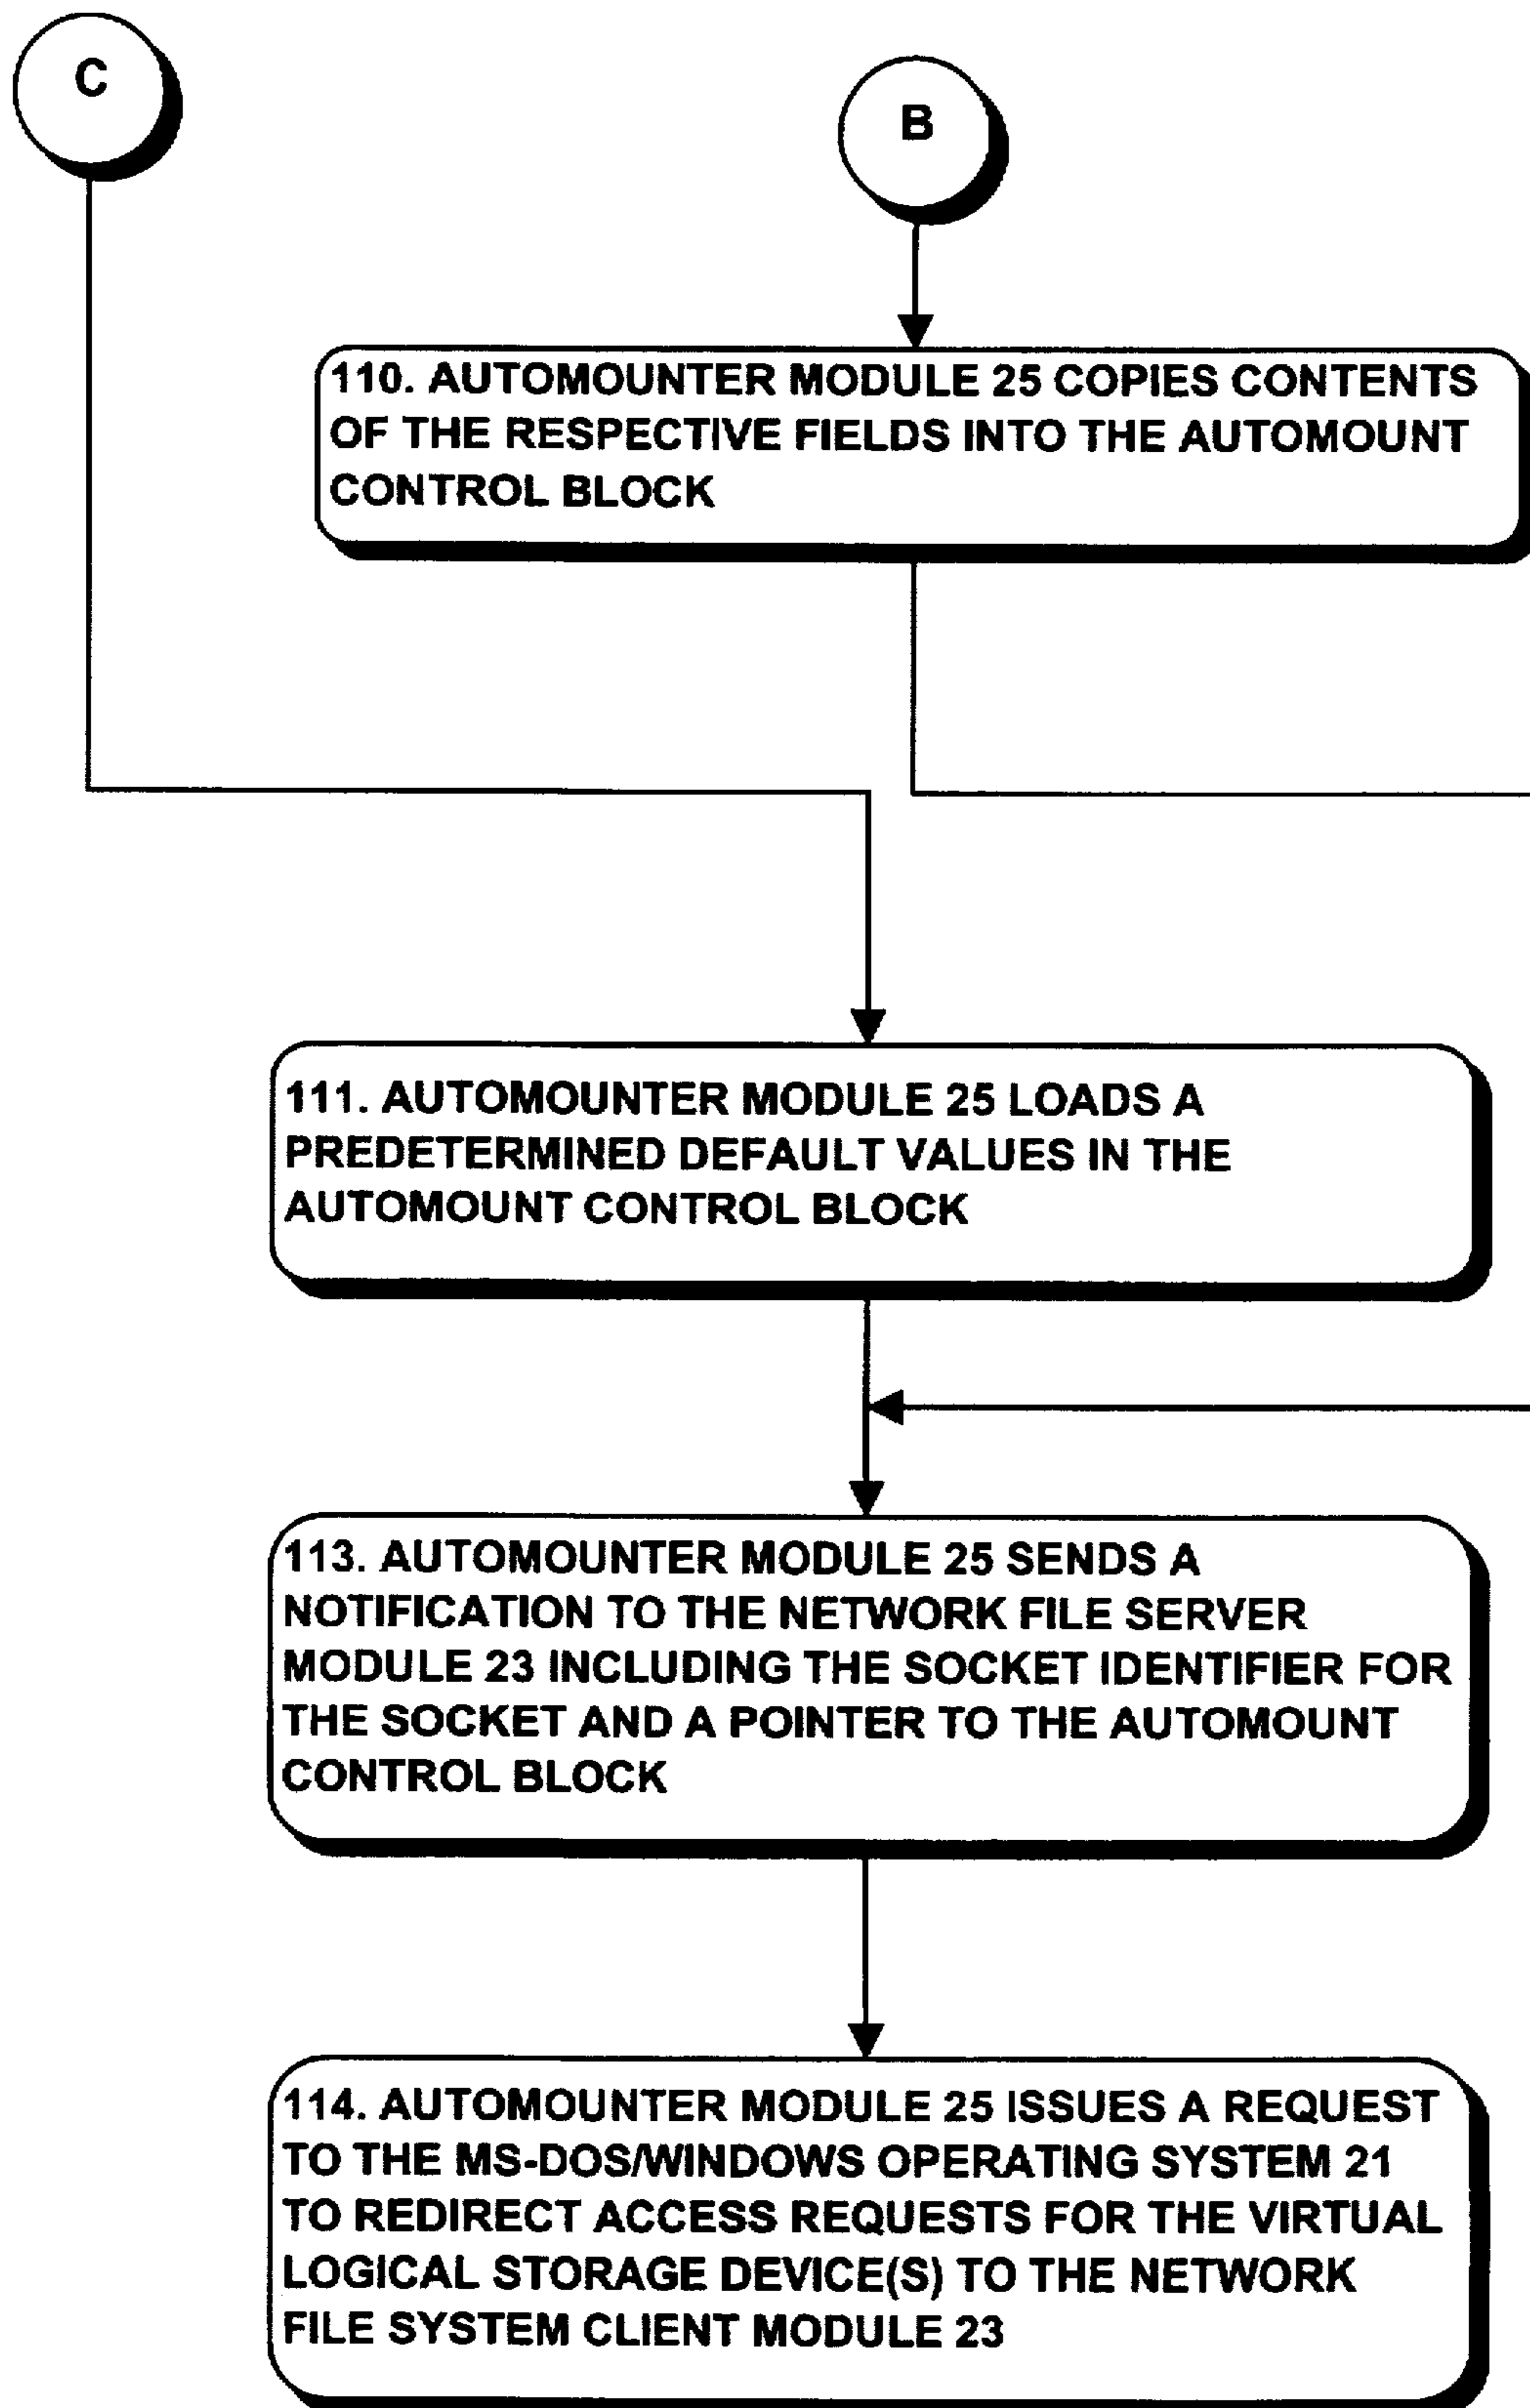 C
B
110. AUTOMOUNTER MODULE 25 COPIES CONTENTS
OF THE RESPECTIVE FIELDS INTO THE AUTOMOUNT
CONTROL BLOCK
111. AUTOMOUNTER MODULE 25 LOADS A
PREDETERMINED DEFAULT VALUES IN THE
AUTOMOUNT CONTROL BLOCK
113. AUTOMOUNTER MODULE 25 SENDS A
NOTIFICATION TO THE NETWORK FILE SERVER
MODULE 23 INCLUDING THE SOCKET IDENTIFIER FOR
THE SOCKET AND A POINTER TO THE AUTOMOUNT
CONTROL BLOCK
114. AUTOMOUNTER MODULE 25 ISSUES A REQUEST
TO THE MS-DOS/WINDOWS OPERATING SYSTEM 21
TO REDIRECT ACCESS REQUESTS FOR THE VIRTUAL
LOGICAL STORAGE DEVICE(S) TO THE NETWORK
FILE SYSTEM CLIENT MODULE 23